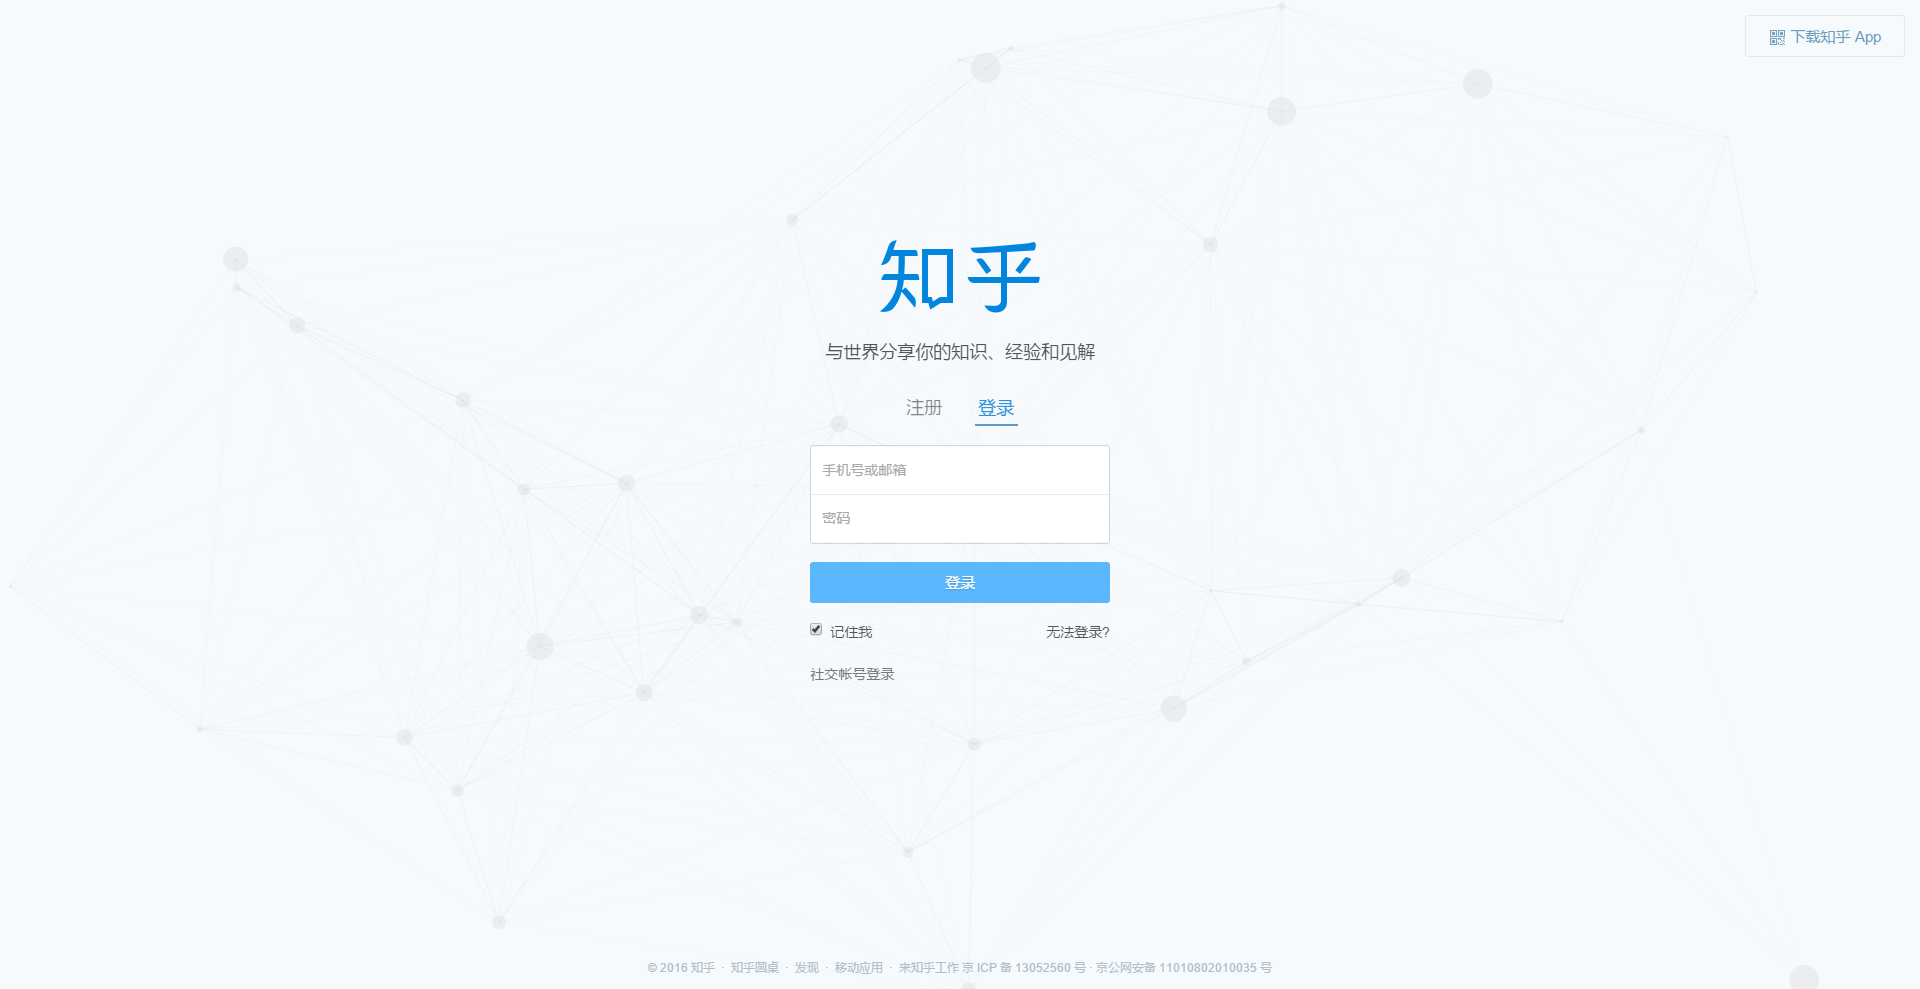 下载知乎 App
知乎
与世界分享你的知识、经验和见解
注册 登录
手机号或邮箱
密码
登录
记住我 无法登录?
社交帐号登录
© 2016 知乎 · 知乎圆桌 · 发现 · 移动应用 · 来知乎工作 京 ICP 备 13052560 号 · 京公网安备 11010802010035 号